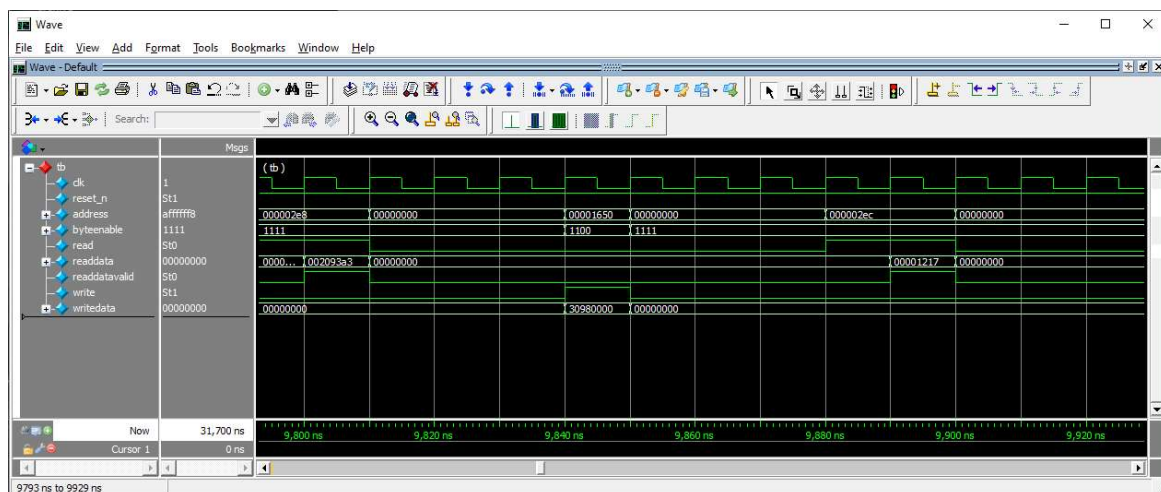 Wave
File Edit View Add Format Tools Bookmarks Window Help
Wave - Default
Search:
Msgs
tb
clk 1
reset_n St1
address affffff8
byteenable 1111
read St0
readdata 00000000
readdatavalid St0
write St1
writedata 00000000
(tb)
000002e8 00000000 00001650 00000000 000002ec 00000000
1111 1100 1111
0000... 002093a3 00000000 00001217 00000000
00000000 30980000 00000000
Now 31,700 ns
Cursor 1 0 ns
9,800 ns 9,820 ns 9,840 ns 9,860 ns 9,880 ns 9,900 ns 9,920 ns
9793 ns to 9929 ns